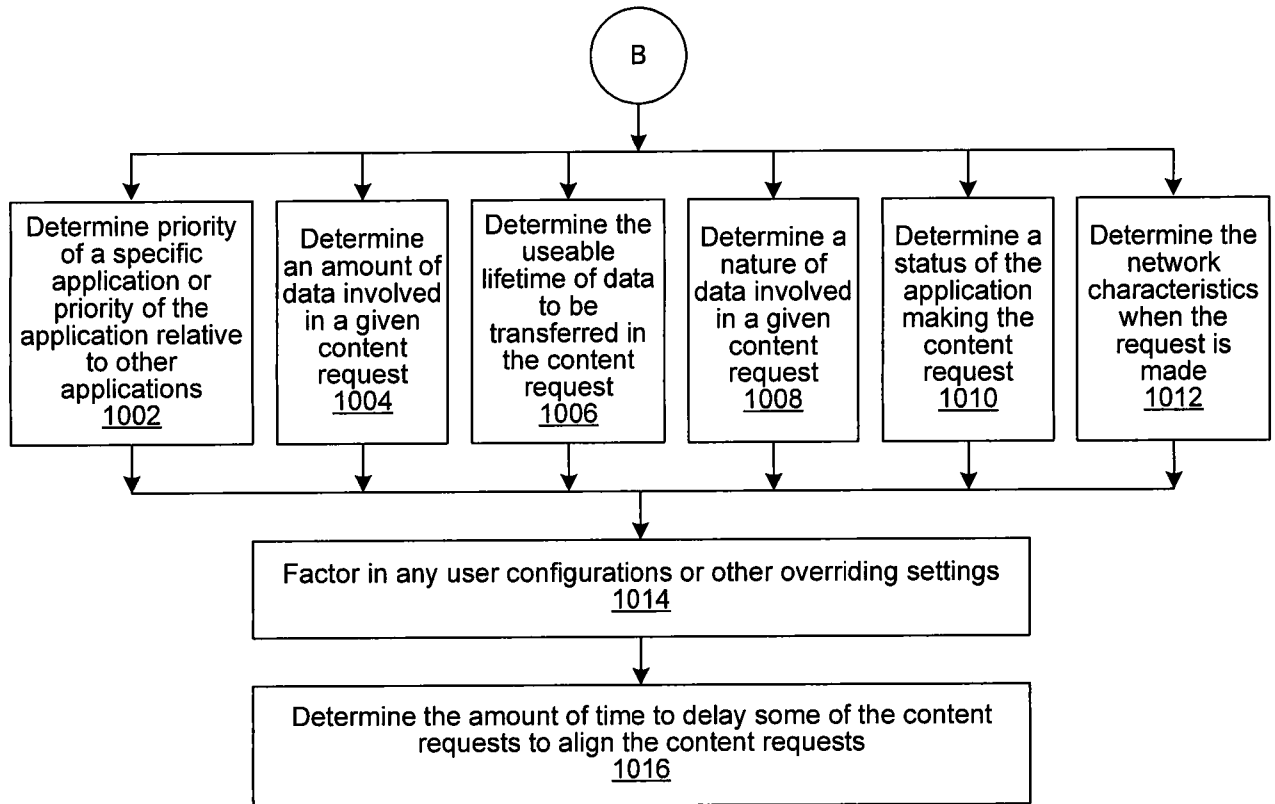 B
Determine priority
of a specific
application or
priority of the
application relative
to other
applications
1002
Determine
an amount of
data involved
in a given
content
request
1004
Determine the
useable
lifetime of data
to be
transferred in
the content
request
1006
Determine a
nature of
data involved
in a given
content
request
1008
Determine a
status of the
application
making the
content
request
1010
Determine the
network
characteristics
when the
request is
made
1012
Factor in any user configurations or other overriding settings
1014
Determine the amount of time to delay some of the content
requests to align the content requests
1016